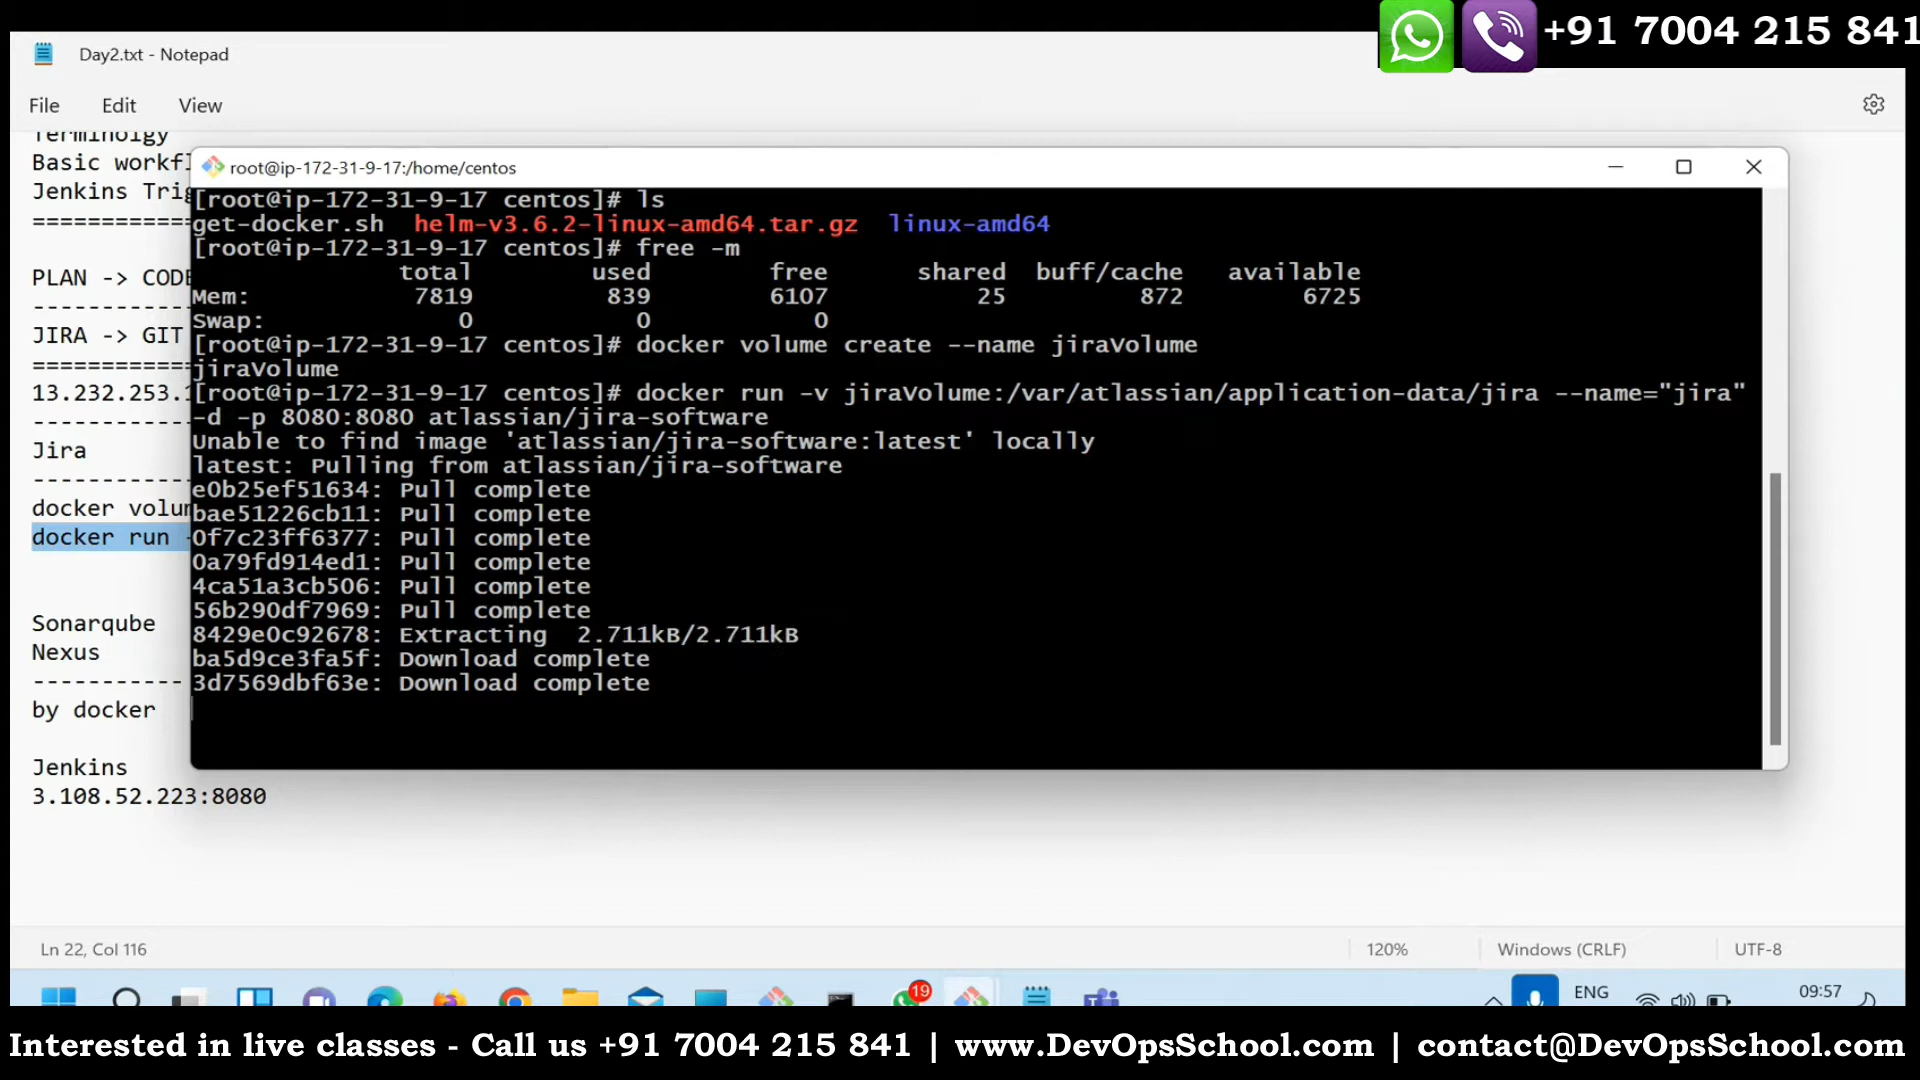 +91 7004 215 841
Day2.txt - Notepad
File Edit View
Terminolgy
Basic workfl
Jenkins Trig
============
PLAN -> CODE
-----------
JIRA -> GIT
============
13.232.253.1
-----------
Jira
-----------
docker volum
docker run -
Sonarqube
Nexus
-----------
by docker
Jenkins
3.108.52.223:8080
root@ip-172-31-9-17:/home/centos
[root@ip-172-31-9-17 centos]# ls
get-docker.sh helm-v3.6.2-linux-amd64.tar.gz linux-amd64
[root@ip-172-31-9-17 centos]# free -m
total used free shared buff/cache available
Mem: 7819 839 6107 25 872 6725
Swap: 0 0 0
[root@ip-172-31-9-17 centos]# docker volume create --name jiraVolume
jiraVolume
[root@ip-172-31-9-17 centos]# docker run -v jiraVolume:/var/atlassian/application-data/jira --name="jira"
-d -p 8080:8080 atlassian/jira-software
Unable to find image 'atlassian/jira-software:latest' locally
latest: Pulling from atlassian/jira-software
e0b25ef51634: Pull complete
bae51226cb11: Pull complete
0f7c23ff6377: Pull complete
0a79fd914ed1: Pull complete
4ca51a3cb506: Pull complete
56b290df7969: Pull complete
8429e0c92678: Extracting 2.711kB/2.711kB
ba5d9ce3fa5f: Download complete
3d7569dbf63e: Download complete
Ln 22, Col 116 120% Windows (CRLF) UTF-8
19 ENG 09:57
Interested in live classes - Call us +91 7004 215 841 | www.DevOpsSchool.com | contact@DevOpsSchool.com